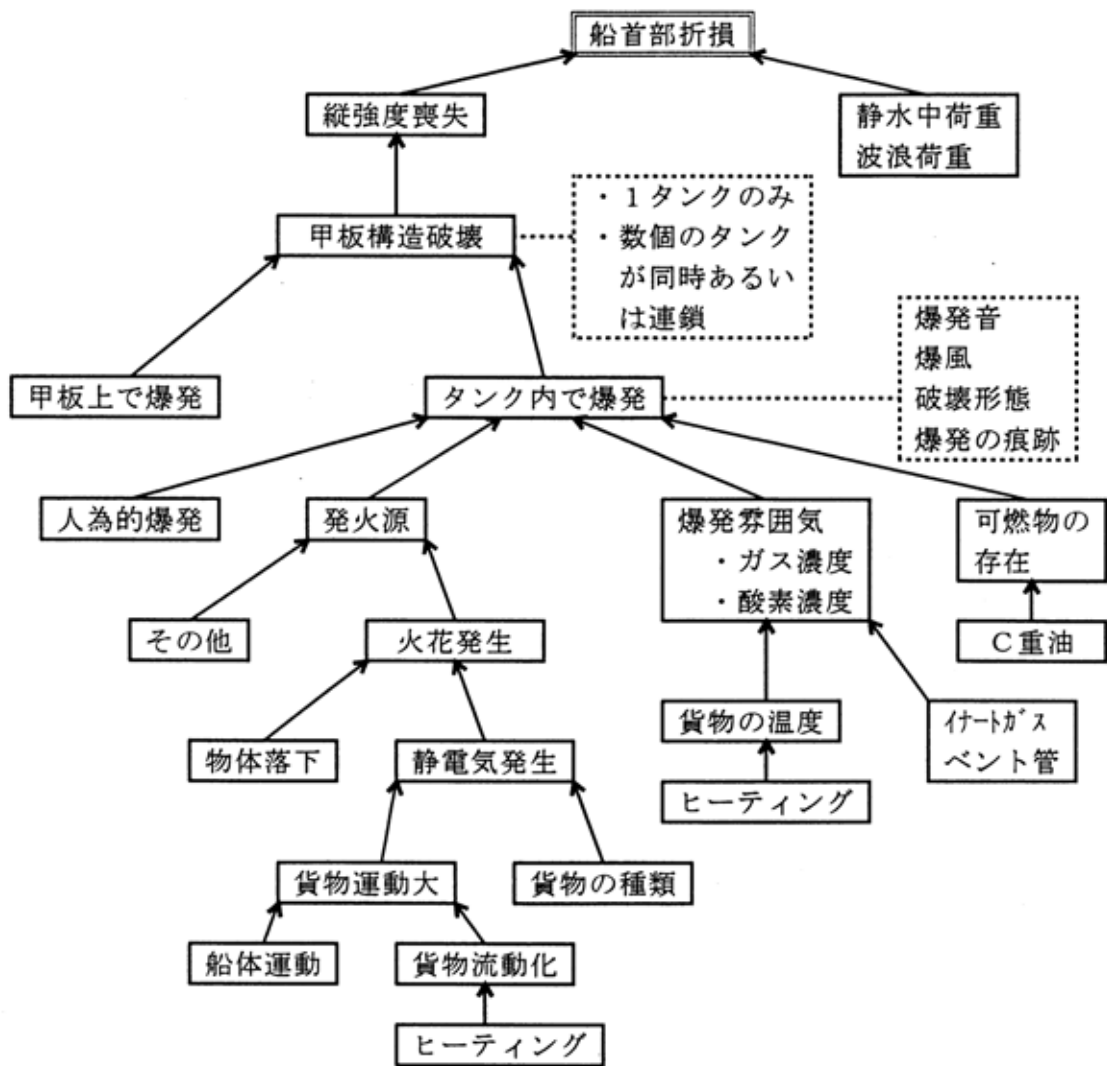 船首部折損
縦強度喪失
静水中荷重
波浪荷重
甲板構造破壊
・１タンクのみ
・数個のタンク
が同時あるい
は連鎖
爆発音
爆風
破壊形態
爆発の痕跡
甲板上で爆発
タンク内で爆発
人為的爆発
発火源
爆発雰囲気
・ガス濃度
・酸素濃度
可燃物の
存在
その他
火花発生
Ｃ重油
物体落下
静電気発生
貨物の温度
ｲﾅｰﾄｶﾞｽ
ベント管
ヒーティング
貨物運動大
貨物の種類
船体運動
貨物流動化
ヒーティング